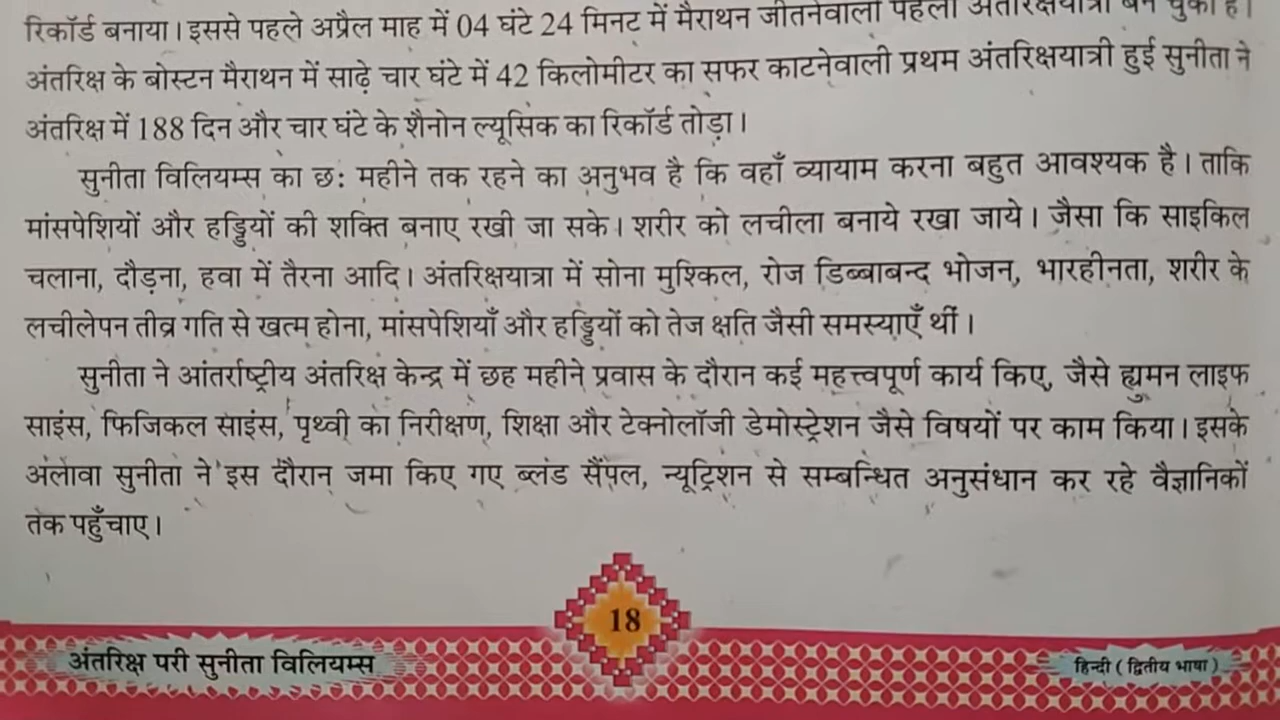 रिकॉर्ड बनाया। इससे पहले अप्रैल माह में 04 घंटे 24 मिनट में मैराथन जीतनेवाली पहली अंतरिक्षयात्री बन चुकी है।
अंतरिक्ष के बोस्टन मैराथन में साढ़े चार घंटे में 42 किलोमीटर का सफर काटनेवाली प्रथम अंतरिक्षयात्री हुई सुनीता ने
अंतरिक्ष में 188 दिन और चार घंटे के शैनोन ल्यूसिक का रिकॉर्ड तोड़ा।
सुनीता विलियम्स का छः महीने तक रहने का अनुभव है कि वहाँ व्यायाम करना बहुत आवश्यक है। ताकि
मांसपेशियों और हड्डियों की शक्ति बनाए रखी जा सके। शरीर को लचीला बनाये रखा जाये। जैसा कि साइकिल
चलाना, दौड़ना, हवा में तैरना आदि। अंतरिक्षयात्रा में सोना मुश्किल, रोज डिब्बाबन्द भोजन, भारहीनता, शरीर के
लचीलेपन तीव्र गति से खत्म होना, मांसपेशियाँ और हड्डियों को तेज क्षति जैसी समस्याएँ थीं।
सुनीता ने आंतर्राष्ट्रीय अंतरिक्ष केन्द्र में छह महीने प्रवास के दौरान कई महत्त्वपूर्ण कार्य किए, जैसे ह्युमन लाइफ
साइंस, फिजिकल साइंस, पृथ्वी का निरीक्षण, शिक्षा और टेक्नोलॉजी डेमोस्ट्रेशन जैसे विषयों पर काम किया। इसके
अलावा सुनीता ने इस दौरान जमा किए गए ब्लड सैंपल, न्यूट्रिशन से सम्बन्धित अनुसंधान कर रहे वैज्ञानिकों
तक पहुँचाए।
18
अंतरिक्ष परी सुनीता विलियम्स
हिन्दी ( द्वितीय भाषा )